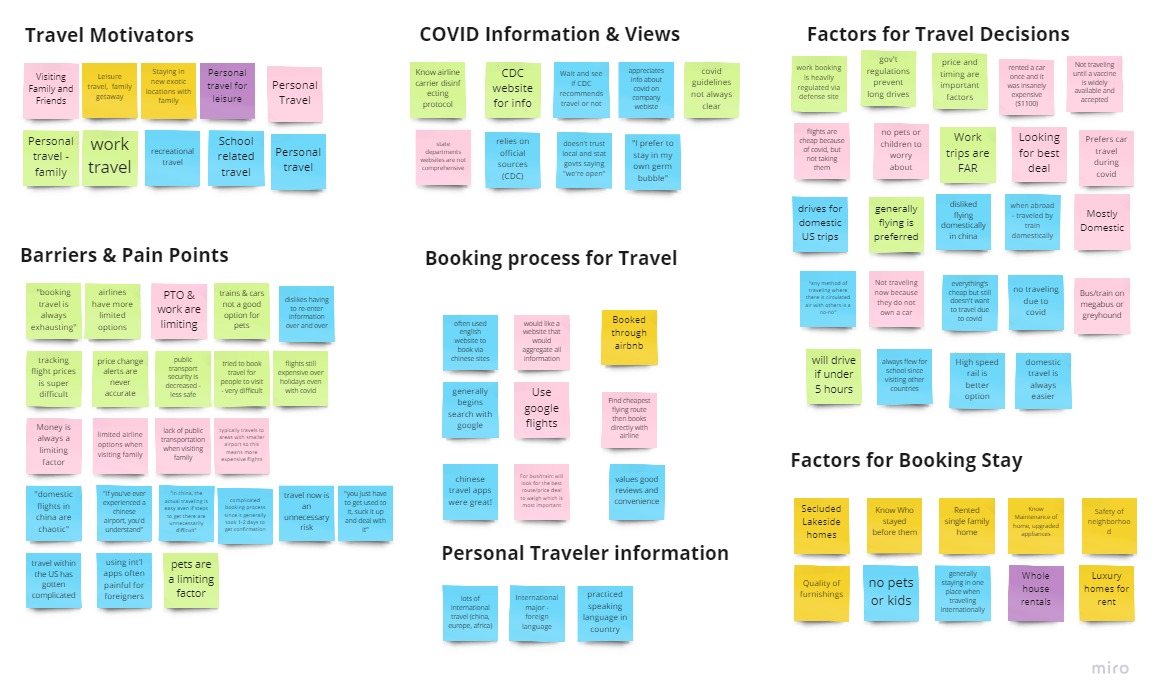 Travel Motivators
Visiting
Family and
Friends
Leisure
travel, family
getaway
Staying in
new exotic
locations with
family
Personal
travel for
leisure
Personal
Travel
Personal
travel -
family
work
travel
recreational
travel
School
related
travel
Personal
travel
COVID Information & Views
Know airline
carrier disinf
ecting
protocol
CDC
website
for info
Wait and see
if CDC
recommends
travel or not
appreciates
info about
covid on
company
webiste
covid
guidelines
not always
clear
state
departments
websites are not
comprehensive
relies on
official
sources
(CDC)
doesn't trust
local and stat
govts saying
"we're open"
"I prefer to
stay in my
own germ
bubble"
Factors for Travel Decisions
work booking
is heavily
regulated via
defense site
gov't
regulations
prevent
long drives
price and
timing are
important
factors
rented a car
once and it
was insanely
expensive
($1100)
Not traveling
until a vaccine
is widely
available and
accepted
flights are
cheap because
of covid, but
not taking
them
no pets or
children to
worry
about
Work
trips are
FAR
Looking
for best
deal
Prefers car
travel
during
covid
drives for
domestic
US trips
generally
flying is
preferred
disliked
flying
domestically
in china
when abroad
- traveled by
train
domestically
Mostly
Domestic
"any method of
traveling where
there is circulated
air with others is a
no-no"
Not traveling
now because
they do not
own a car
everything's
cheap but still
doesn't want
to travel due
to covid
no traveling
due to
covid
Bus/train on
megabus or
greyhound
will drive
if under
5 hours
always flew for
school since
visiting other
countries
High speed
rail is
better
option
domestic
travel is
always
easier
Barriers & Pain Points
"booking
travel is
always
exhausting"
airlines
have more
limited
options
PTO &
work are
limiting
trains & cars
not a good
option for
pets
dislikes having
to re-enter
information
over and over
tracking
flight prices
is super
difficult
price change
alerts are
never
accurate
public
transport
security is
decreased -
less safe
tried to book
travel for
people to visit
- very difficult
flights still
expensive over
holidays even
with covid
Money is
always a
limiting
factor
limited airline
options when
visiting family
lack of public
transportation
when visiting
family
typically travels to
areas with smaller
airport so this
means more
expensive flights
"domestic
flights in
china are
chaotic"
"If you've ever
experienced a
chinese
airport, you'd
understand"
"in china, the
actual traveling is
easy even if steps
to get there are
unnecessarily
difficult"
complicated
booking process
since it generally
took 1-2 days to
get confirmation
travel now is
an
unnecessary
risk
"you just have
to get used to
it, suck it up
and deal with
it"
travel within
the US has
gotten
complicated
using int'l
apps often
painful for
foreigners
pets are
a limiting
factor
Booking process for Travel
often used
english
website to
book via
chinese sites
would like a
website that
would
aggregate all
information
Booked
through
airbnb
generally
begins
search with
google
Use
google
flights
Find cheapest
flying route
then books
directly with
airline
chinese
travel apps
were great!
For bus/train: will
look for the best
route/price deal
to weigh which is
most important
values good
reviews and
convenience
Personal Traveler information
lots of
international
travel (china,
europe, africa)
International
major -
foreign
language
practiced
speaking
language in
country
Factors for Booking Stay
Secluded
Lakeside
homes
Know Who
stayed
before them
Rented
single family
home
Know
Maintenance of
home, upgraded
appliances
Safety of
neighborhoo
d
Quality of
furnishings
no pets
or kids
generally
staying in one
place when
traveling
internationally
Whole
house
rentals
Luxury
homes for
rent
miro